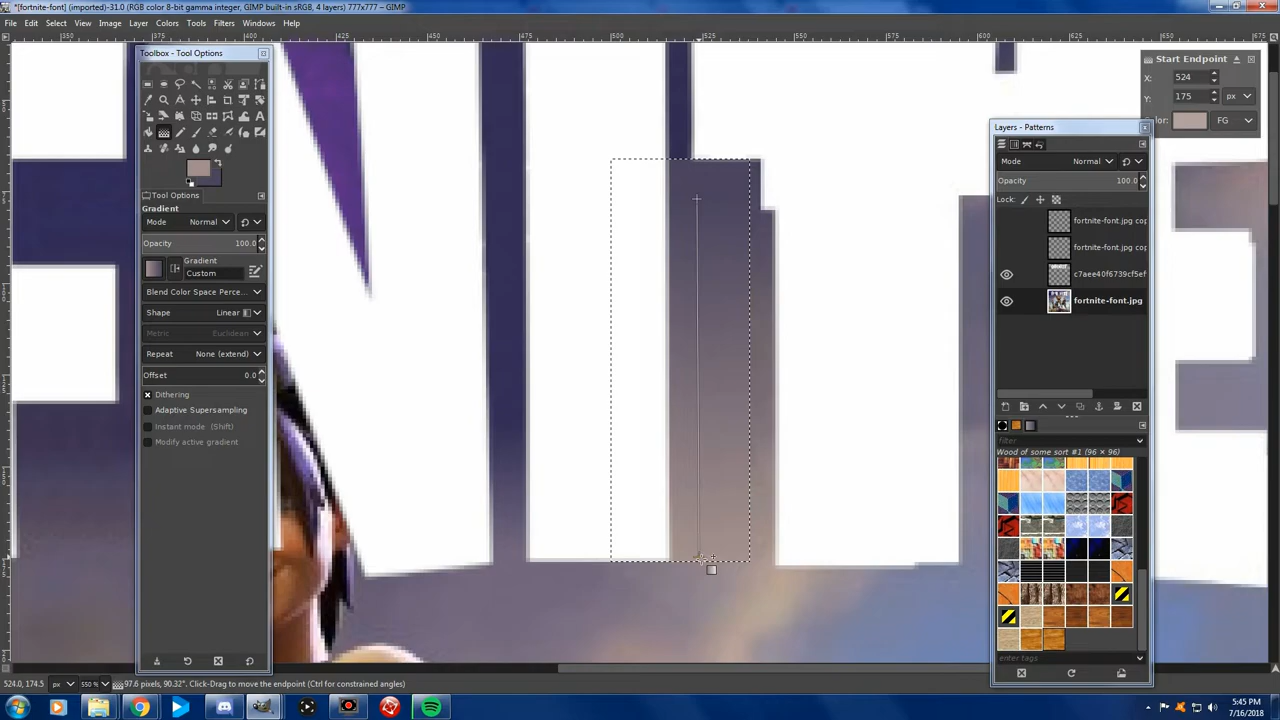 *[fortnite-font] (imported)-31.0 (RGB color 8-bit gamma integer, GIMP built-in sRGB, 4 layers) 777x777 – GIMP
File Edit Select View Image Layer Colors Tools Filters Windows Help
Toolbox - Tool Options
Tool Options
Gradient
Mode Normal
Opacity 100.0
Gradient
Custom
Blend Color Space Perce...
Shape Linear
Metric Euclidean
Repeat None (extend)
Offset 0.0
Dithering
Adaptive Supersampling
Instant mode (Shift)
Modify active gradient
Start Endpoint
X: 524
Y: 175 px
Color: FG
Layers - Patterns
Mode Normal
Opacity 100.0
Lock:
fortnite-font.jpg cop
fortnite-font.jpg cop
c7aee40f6739cf5ef
fortnite-font.jpg
filter
Wood of some sort #1 (96 × 96)
enter tags
524.0, 174.5 px 550 % 97.6 pixels, 90.32°. Click-Drag to move the endpoint (Ctrl for constrained angles)
5:45 PM
7/16/2018